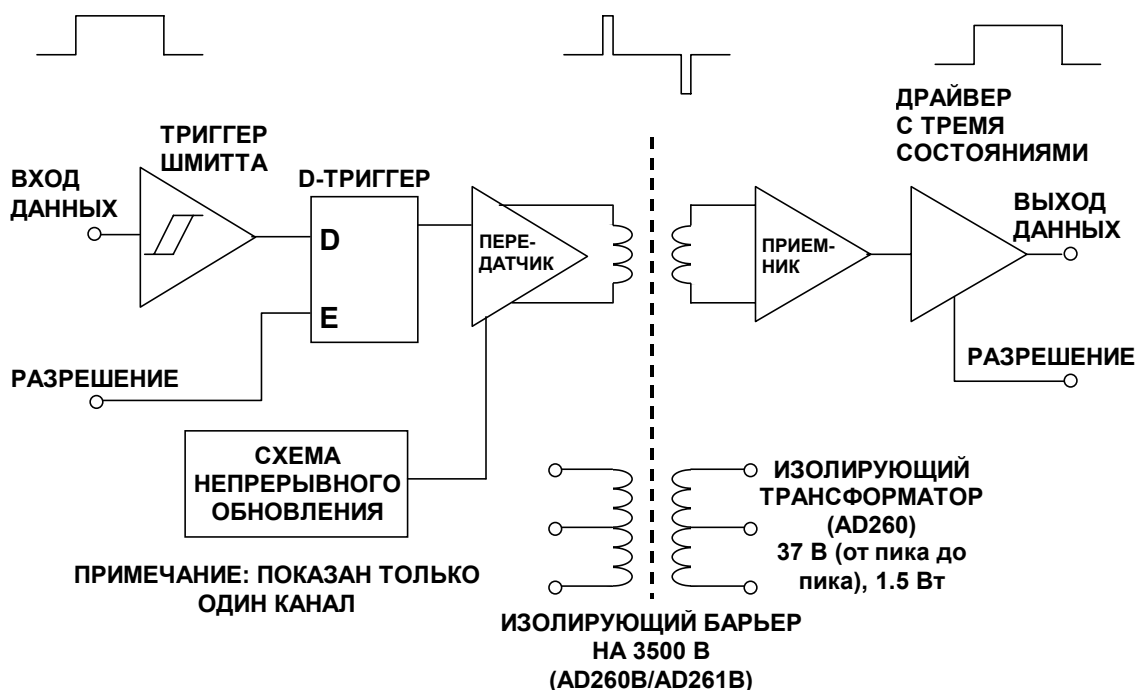 ТРИГГЕР
ШМИТТА
ВХОД
ДАННЫХ
D-ТРИГГЕР
D
E
РАЗРЕШЕНИЕ
ПЕРЕ-
ДАТЧИК
ПРИЕМ-
НИК
ДРАЙВЕР
С ТРЕМЯ
СОСТОЯНИЯМИ
ВЫХОД
ДАННЫХ
РАЗРЕШЕНИЕ
СХЕМА
НЕПРЕРЫВНОГО
ОБНОВЛЕНИЯ
ИЗОЛИРУЮЩИЙ
ТРАНСФОРМАТОР
(AD260)
37 В (от пика до
пика), 1.5 Вт
ПРИМЕЧАНИЕ: ПОКАЗАН ТОЛЬКО
ОДИН КАНАЛ
ИЗОЛИРУЮЩИЙ БАРЬЕР
НА 3500 В
(AD260B/AD261B)